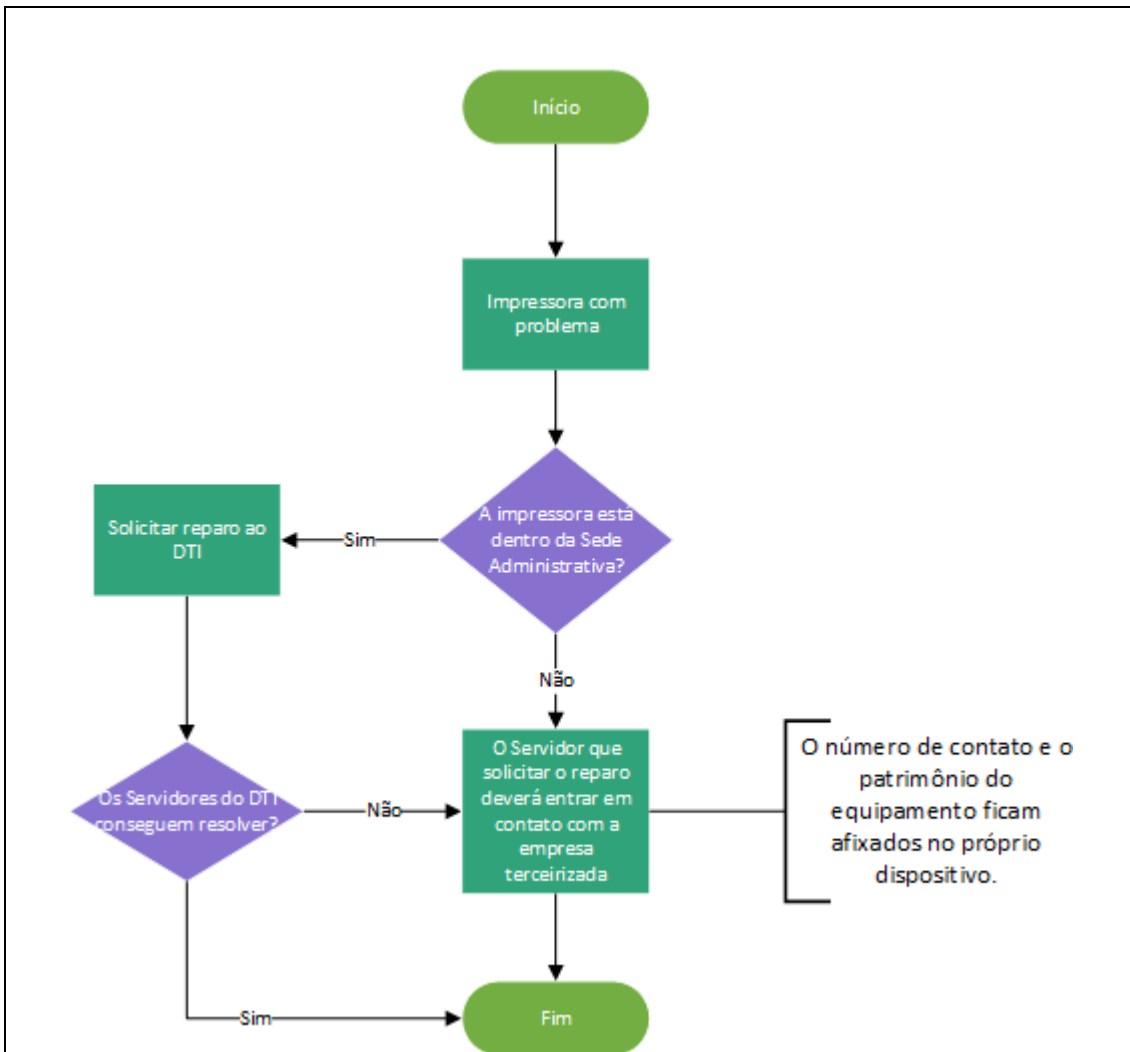 Início
Impressora com
problema
A impressora está
dentro da Sede
Administrativa?
Sim
Solicitar reparo ao
DTI
Não
Os Servidores do DTI
conseguem resolver?
Não
O Servidor que
solicitar o reparo
deverá entrar em
contato com a
empresa
terceirizada
O número de contato e o
patrimônio do
equipamento ficam
afixados no próprio
dispositivo.
Sim
Fim